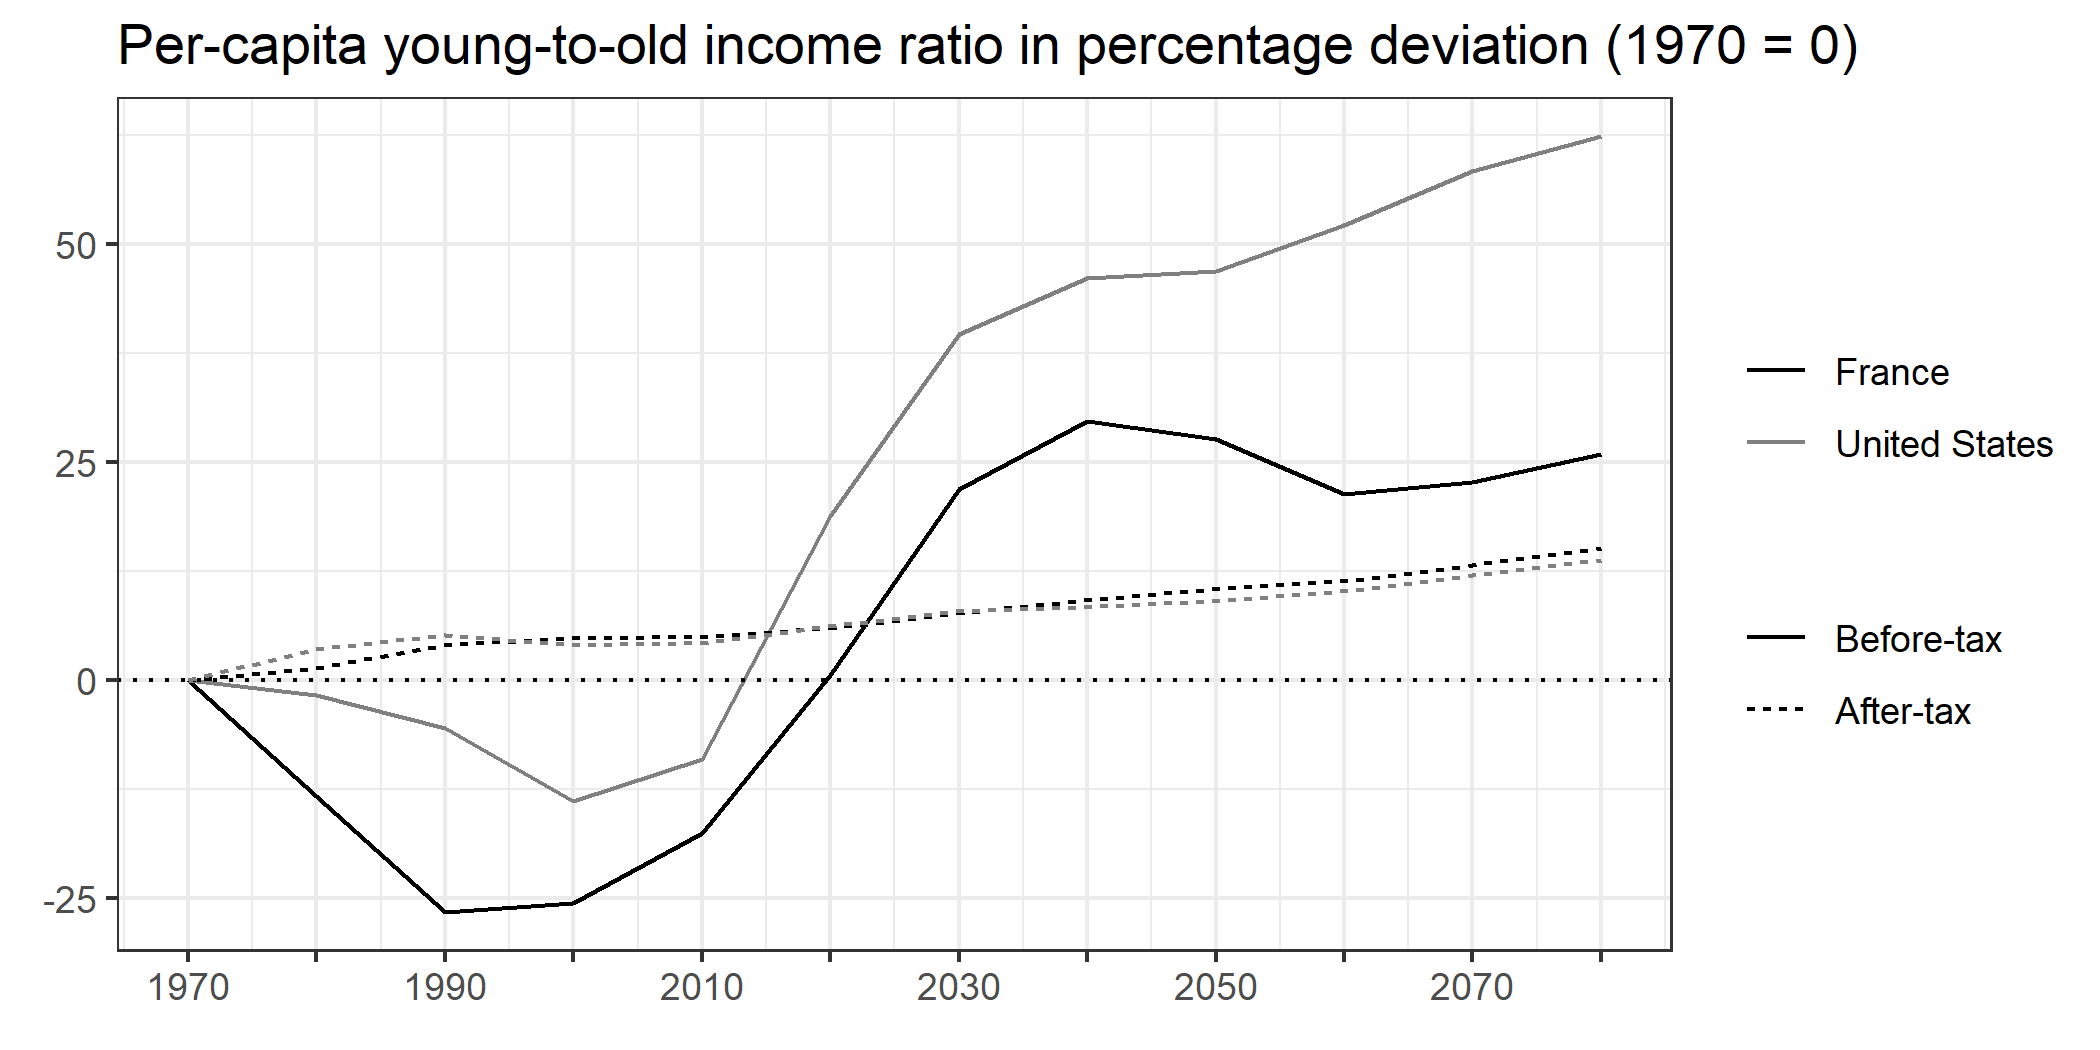 Per-capita young-to-old income ratio in percentage deviation (1970 = 0)
50
25
0
-25
1970 1990 2010 2030 2050 2070
France
United States
Before-tax
After-tax